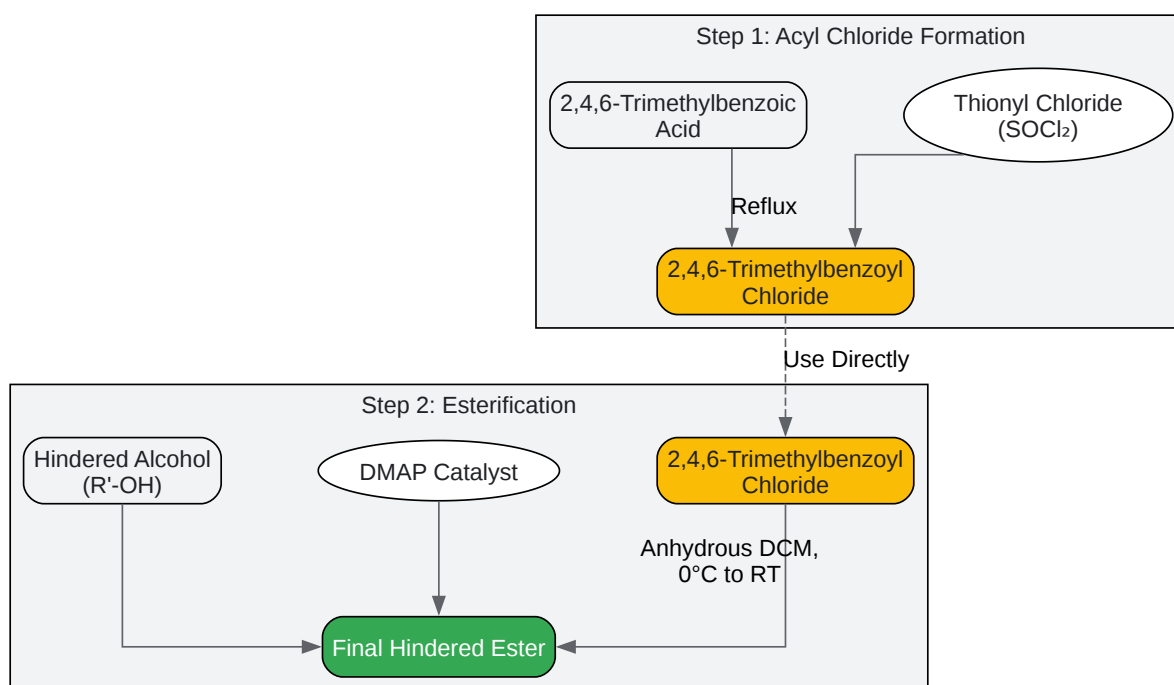 Step 1: Acyl Chloride Formation
2,4,6-Trimethylbenzoic
Acid
Thionyl Chloride
(SOCl₂)
Reflux
2,4,6-Trimethylbenzoyl
Chloride
Use Directly
Step 2: Esterification
Hindered Alcohol
(R'-OH)
DMAP Catalyst
2,4,6-Trimethylbenzoyl
Chloride
Anhydrous DCM,
0°C to RT
Final Hindered Ester